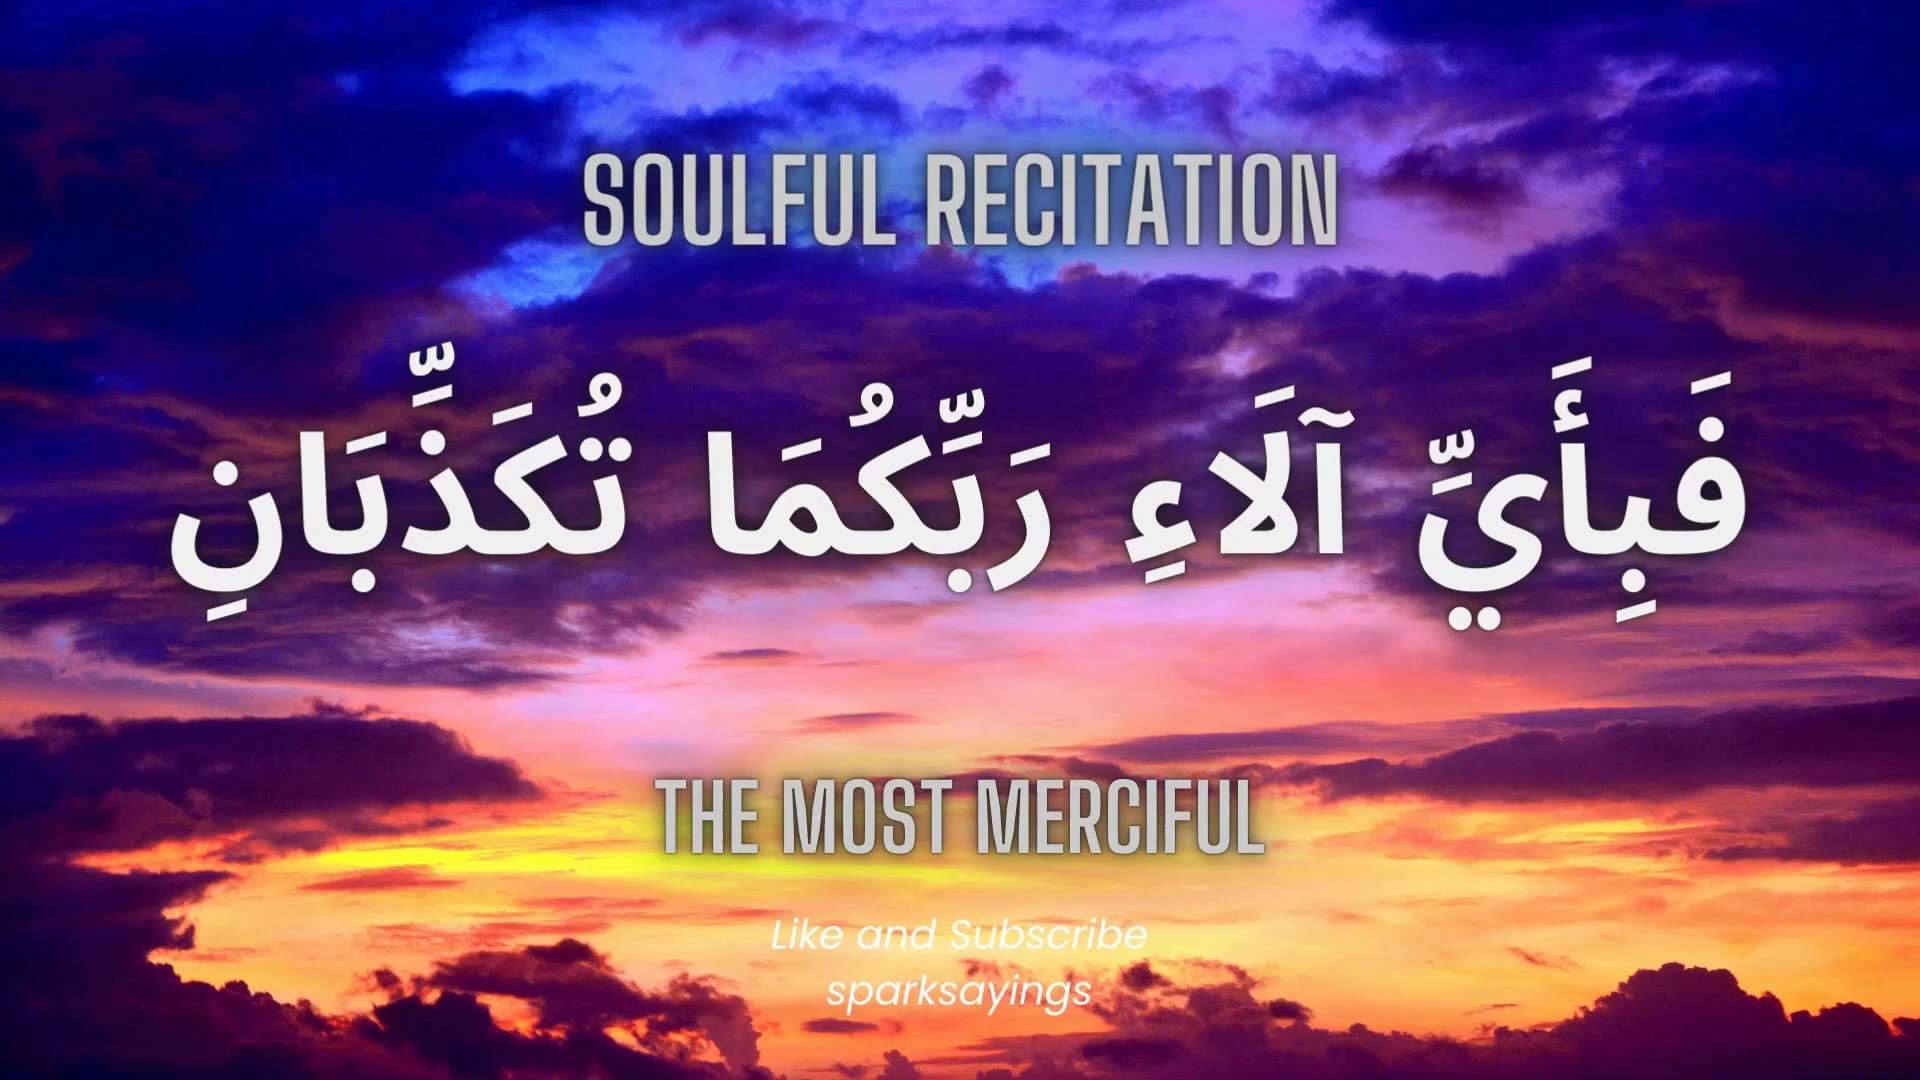 SOULFUL RECITATION
فَبِأَيِّ آلَاءِ رَبِّكُمَا تُكَذِّبَانِ
THE MOST MERCIFUL
Like and Subscribe
sparksayings